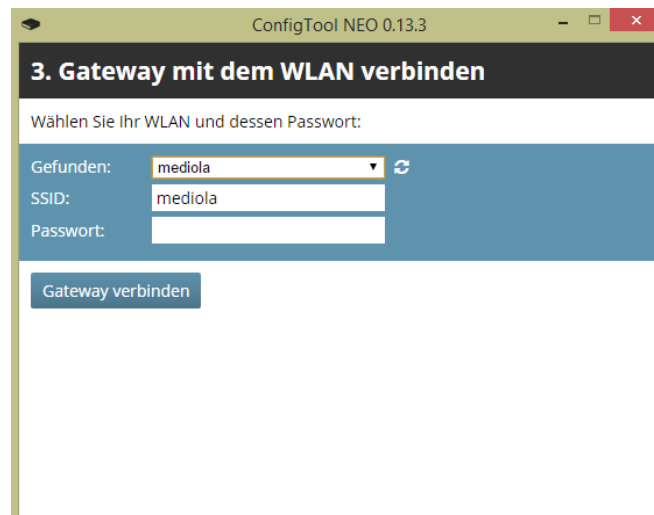 ConfigTool NEO 0.13.3
3. Gateway mit dem WLAN verbinden
Wählen Sie Ihr WLAN und dessen Passwort:
Gefunden: mediola
SSID: mediola
Passwort:
Gateway verbinden